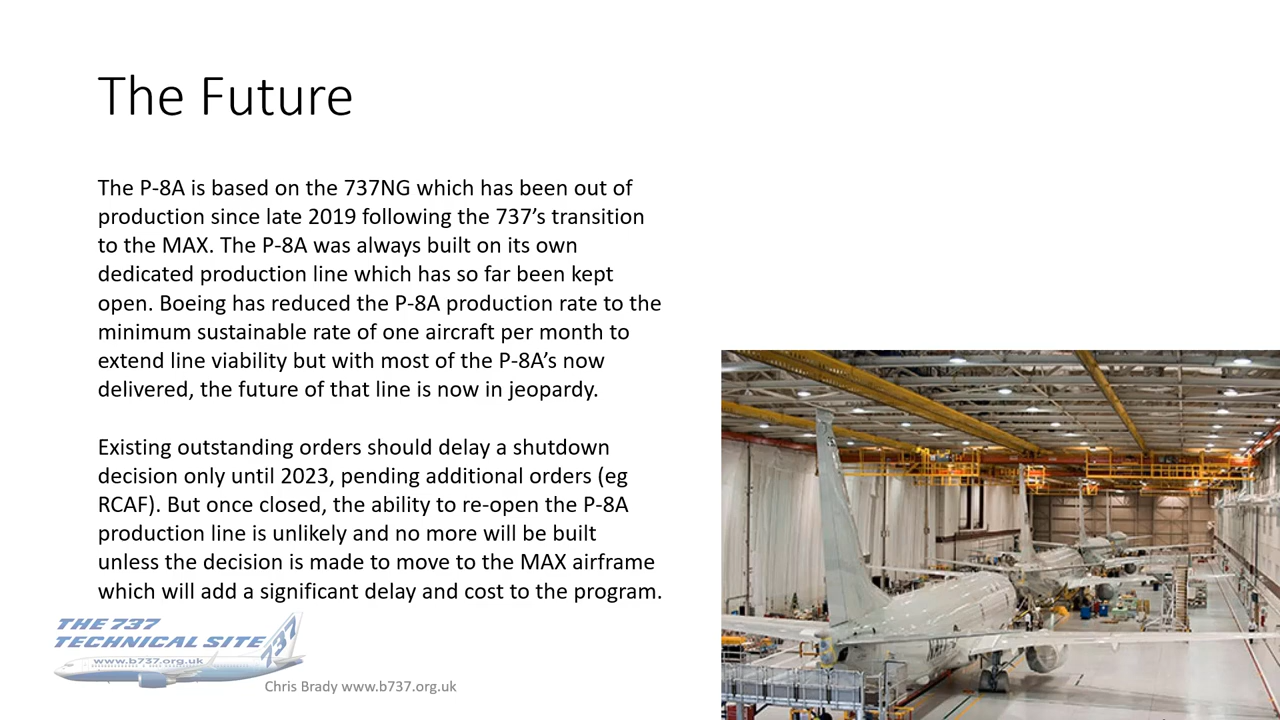 The Future
The P-8A is based on the 737NG which has been out of
production since late 2019 following the 737’s transition
to the MAX. The P-8A was always built on its own
dedicated production line which has so far been kept
open. Boeing has reduced the P-8A production rate to the
minimum sustainable rate of one aircraft per month to
extend line viability but with most of the P-8A’s now
delivered, the future of that line is now in jeopardy.
Existing outstanding orders should delay a shutdown
decision only until 2023, pending additional orders (eg
RCAF). But once closed, the ability to re-open the P-8A
production line is unlikely and no more will be built
unless the decision is made to move to the MAX airframe
which will add a significant delay and cost to the program.
THE 737
TECHNICAL SITE
737
www.b737.org.uk
Chris Brady www.b737.org.uk